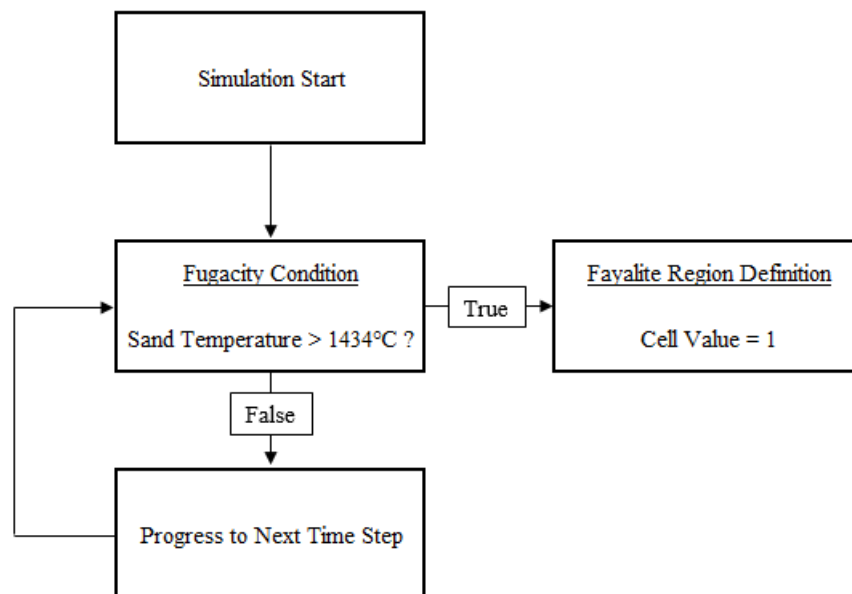 Simulation Start
Fugacity Condition
Sand Temperature > 1434°C ?
True
Fayalite Region Definition
Cell Value = 1
False
Progress to Next Time Step